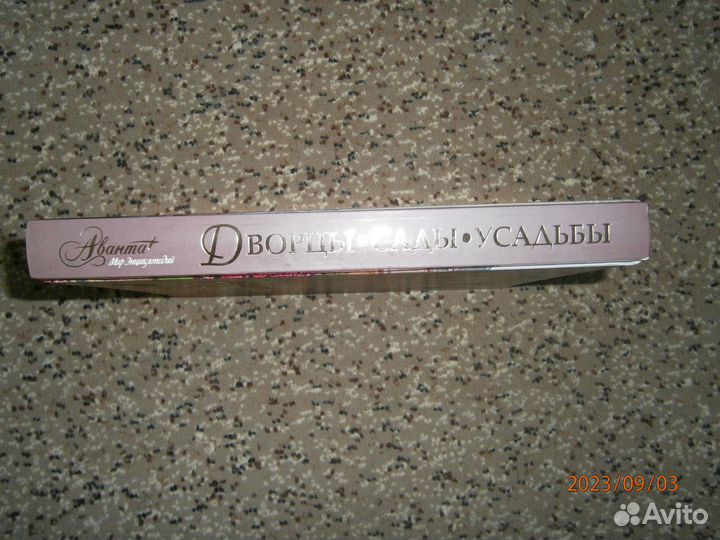 Аванта+
Мир Энциклопедий
ДВОРЦЫ • САДЫ • УСАДЬБЫ
2023/09/03
Avito